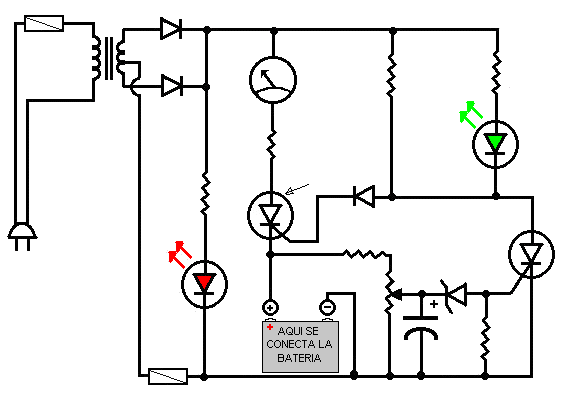 +
−
+
+ AQUI SE
CONECTA LA
BATERIA